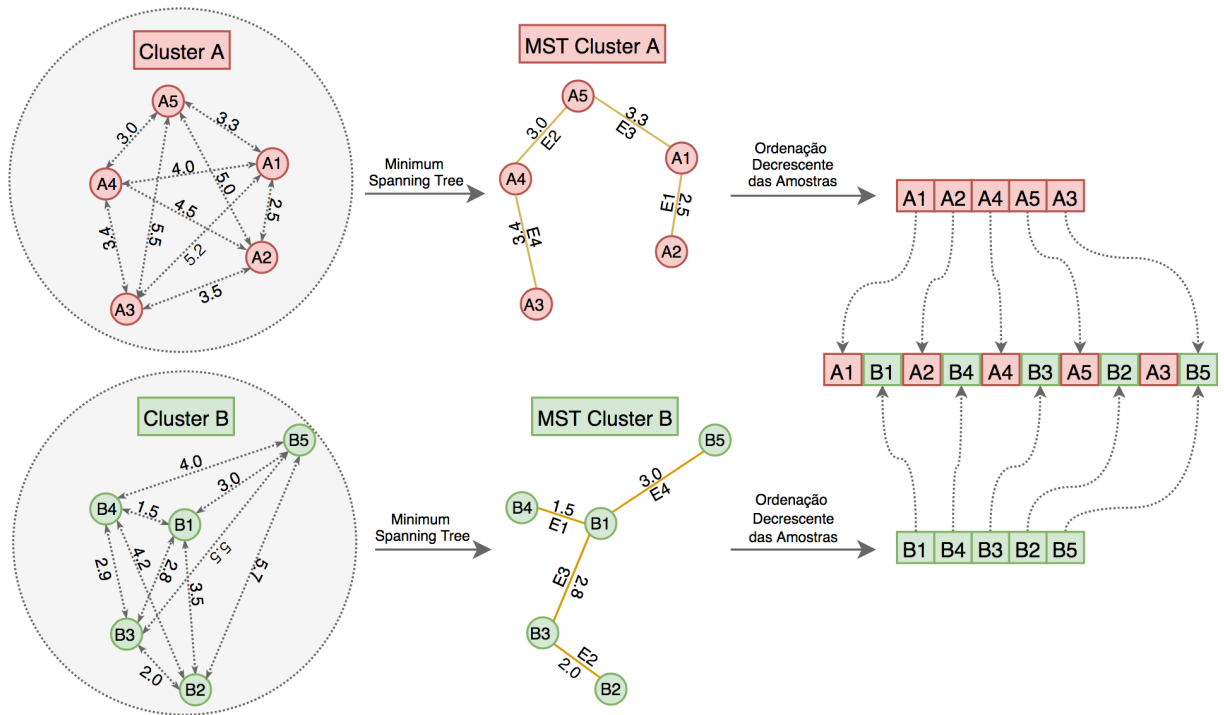 Cluster A
A5
3.0
3.3
A1
4.0
A4
5.0
4.5
2.5
3.4
5.5
5.2
A2
3.5
A3
Minimum
Spanning Tree
MST Cluster A
A5
3.0
E2
3.3
E3
A1
A4
E1
2.5
3.4
E4
A2
A3
Ordenação
Decrescente
das Amostras
A1 A2 A4 A5 A3
A1 B1 A2 B4 A4 B3 A5 B2 A3 B5
Cluster B
B5
4.0
3.0
B4
1.5
B1
2.9
4.2
2.8
5.5
3.5
5.7
B3
2.0
B2
Minimum
Spanning Tree
MST Cluster B
B5
3.0
E4
B4
1.5
E1
B1
E3
2.8
B3
E2
2.0
B2
Ordenação
Decrescente
das Amostras
B1 B4 B3 B2 B5